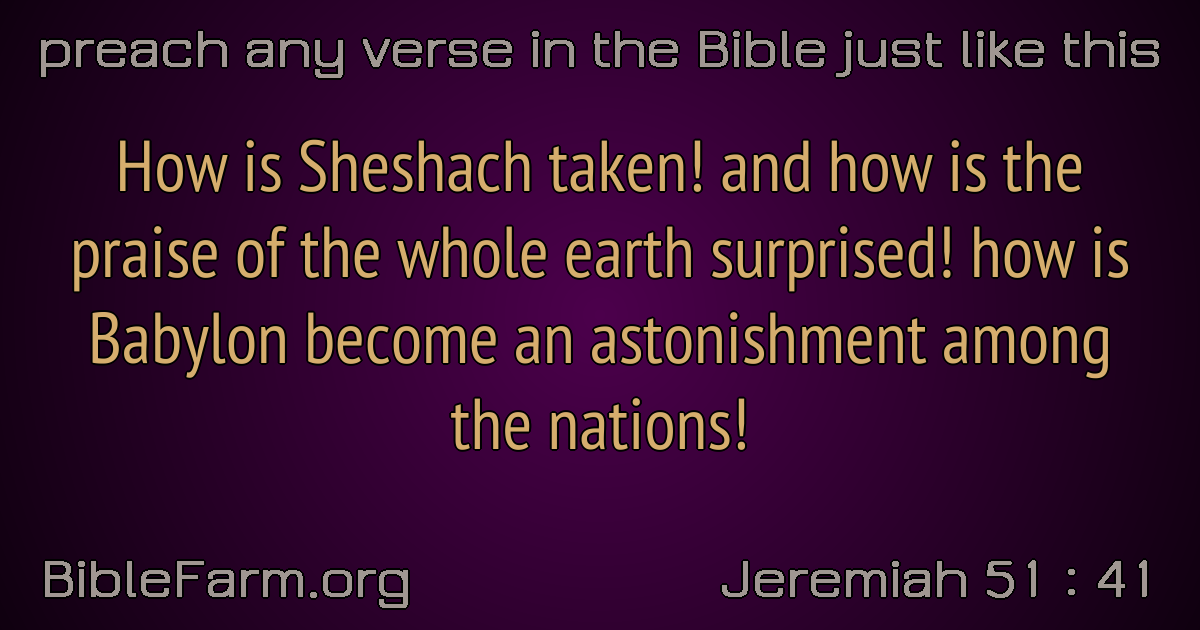 preach any verse in the Bible just like this
How is Sheshach taken! and how is the
praise of the whole earth surprised! how is
Babylon become an astonishment among
the nations!
BibleFarm.org
Jeremiah 51 : 41